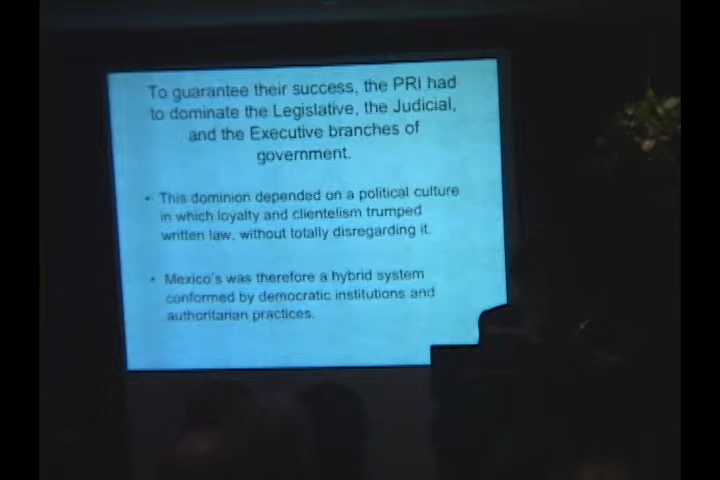 To guarantee their success, the PRI had
to dominate the Legislative, the Judicial,
and the Executive branches of
government.
• This dominion depended on a political culture
in which loyalty and clientelism trumped
written law, without totally disregarding it.
• Mexico's was therefore a hybrid system
conformed by democratic institutions and
authoritarian practices.